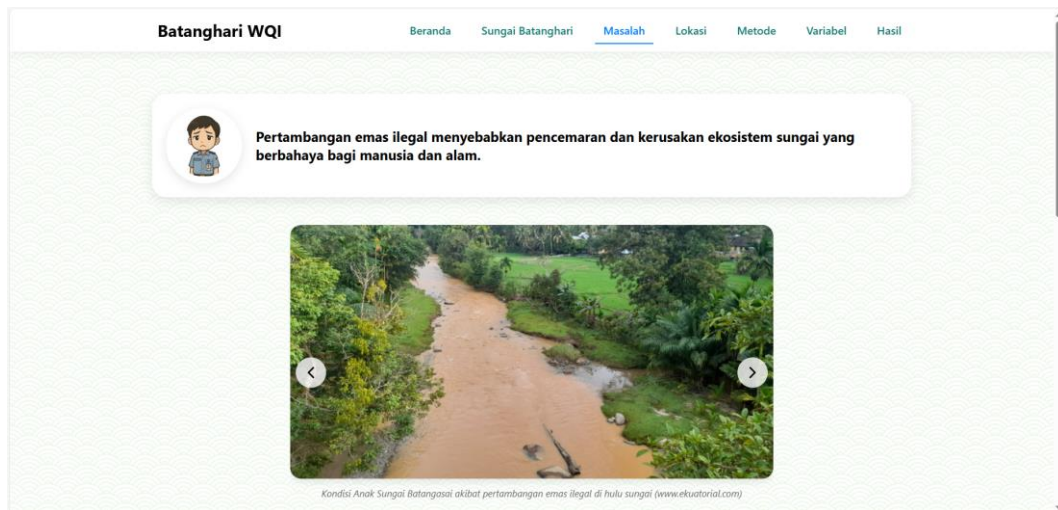 Batanghari WQI
Beranda
Sungai Batanghari
Masalah
Lokasi
Metode
Variabel
Hasil
Pertambangan emas ilegal menyebabkan pencemaran dan kerusakan ekosistem sungai yang
berbahaya bagi manusia dan alam.
Kondisi Anak Sungai Batangasai akibat pertambangan emas ilegal di hulu sungai (www.ekuatorial.com)